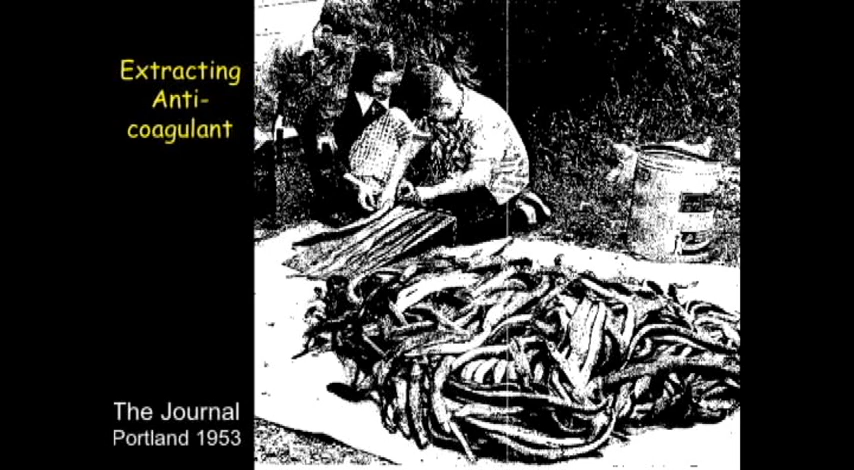 Extracting
Anti-
coagulant
The Journal
Portland 1953